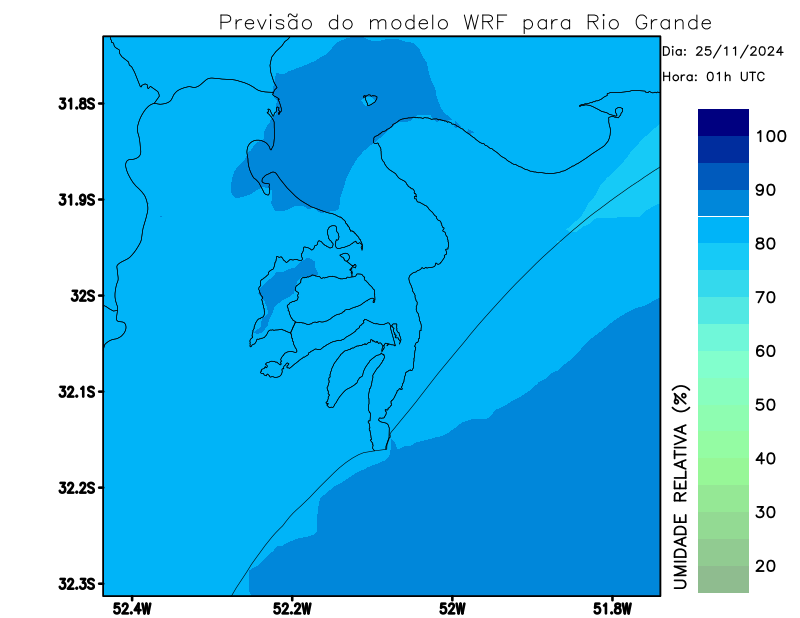 Previsão do modelo WRF para Rio Grande
Dia: 25/11/2024
Hora: 01h UTC
31.8S
31.9S
32S
32.1S
32.2S
32.3S
52.4W
52.2W
52W
51.8W
100
90
80
70
60
50
40
30
20
UMIDADE RELATIVA (%)